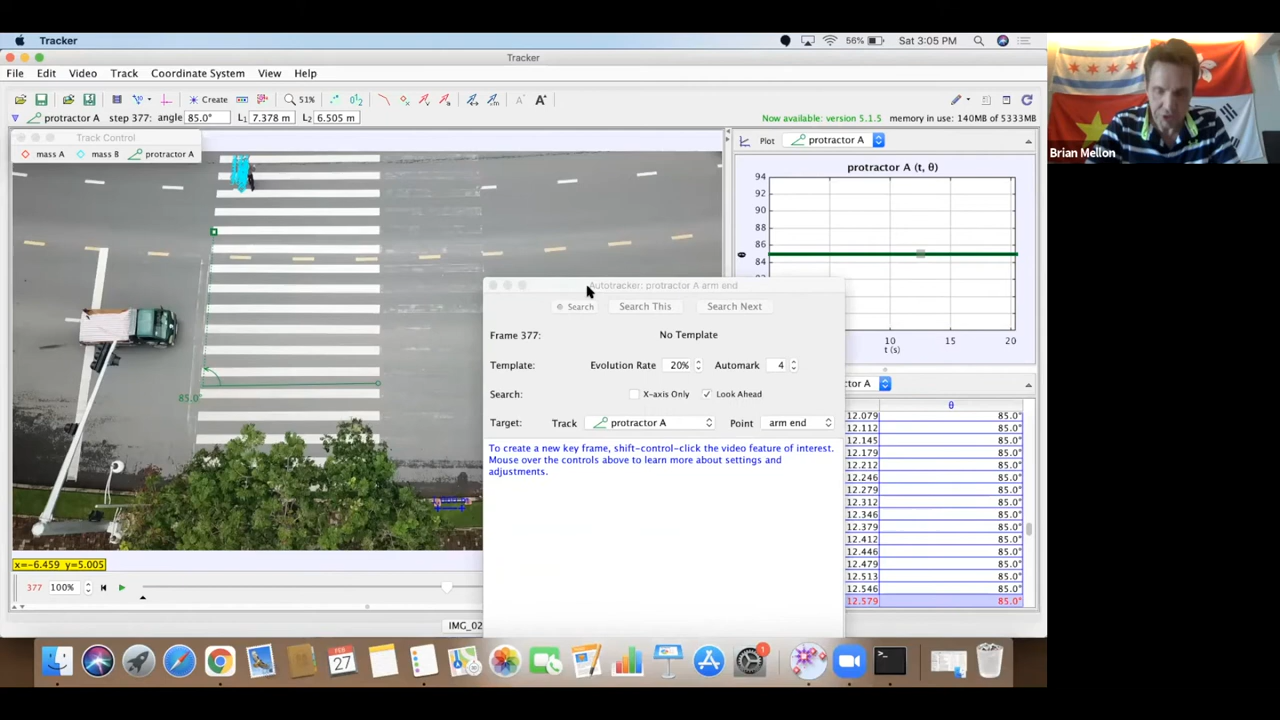 Tracker
56%
Sat 3:05 PM
Tracker
File Edit Video Track Coordinate System View Help
Create
51%
A A
protractor A step 377: angle 85.0° L₁ 7.378 m L₂ 6.505 m
Now available: version 5.1.5 memory in use: 140MB of 5333MB
Track Control
mass A mass B protractor A
Plot protractor A
protractor A (t, θ)
94
92
90
88
86
84
θ
10 15 20
t (s)
85.0°
Autotracker: protractor A arm end
Search Search This Search Next
Frame 377: No Template
Template: Evolution Rate 20% Automark 4
Search: X-axis Only Look Ahead
Target: Track protractor A Point arm end
To create a new key frame, shift-control-click the video feature of interest.
Mouse over the controls above to learn more about settings and
adjustments.
ctor A
θ
12.079 85.0°
12.112 85.0°
12.145 85.0°
12.179 85.0°
12.212 85.0°
12.246 85.0°
12.279 85.0°
12.312 85.0°
12.346 85.0°
12.379 85.0°
12.412 85.0°
12.446 85.0°
12.479 85.0°
12.513 85.0°
12.546 85.0°
12.579 85.0°
x=-6.459 y=5.005
377 100%
IMG_02
FEB
27
1
Brian Mellon